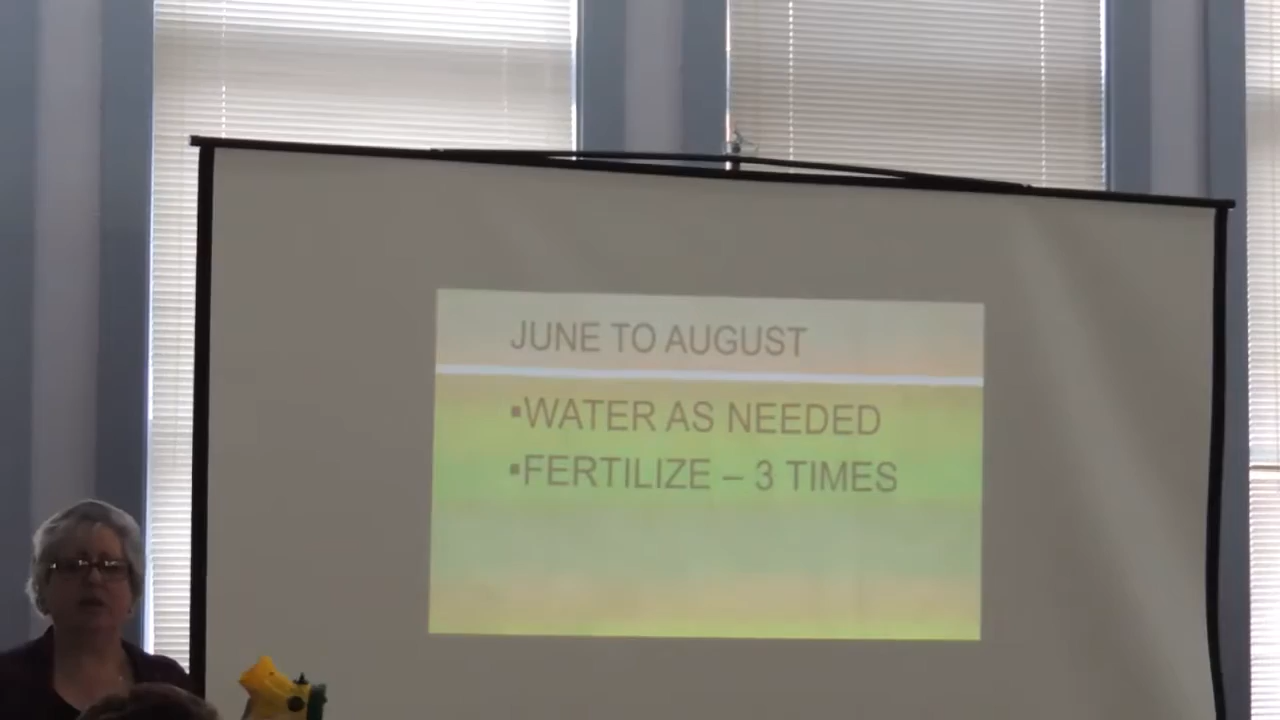 JUNE TO AUGUST
▪WATER AS NEEDED
▪FERTILIZE – 3 TIMES